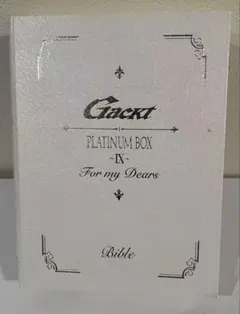 Gackt
PLATINUM BOX
~IX~
For my Dears
Bible